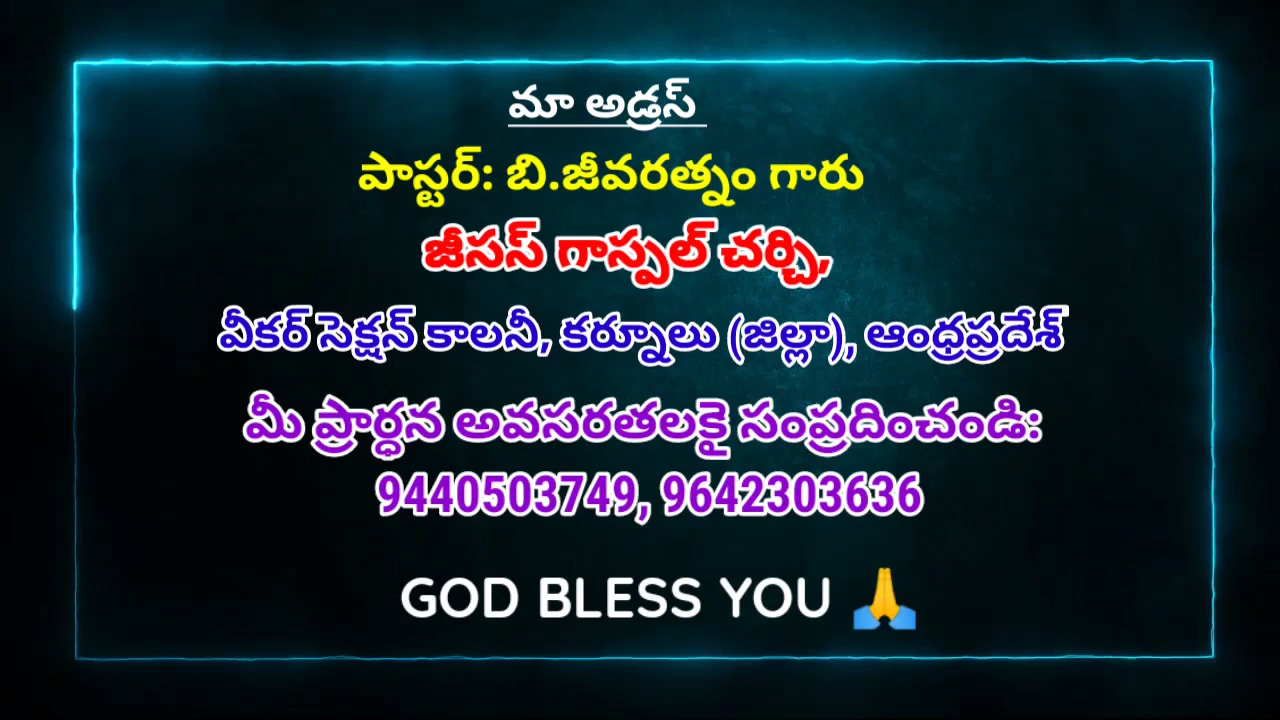 మా అడ్రస్
పాస్టర్: బి.జీవరత్నం గారు
జీసస్ గాస్పల్ చర్చి,
వీకర్ సెక్షన్ కాలనీ, కర్నూలు (జిల్లా), ఆంధ్రప్రదేశ్
మీ ప్రార్ధన అవసరతలకై సంప్రదించండి:
9440503749, 9642303636
GOD BLESS YOU 🙏